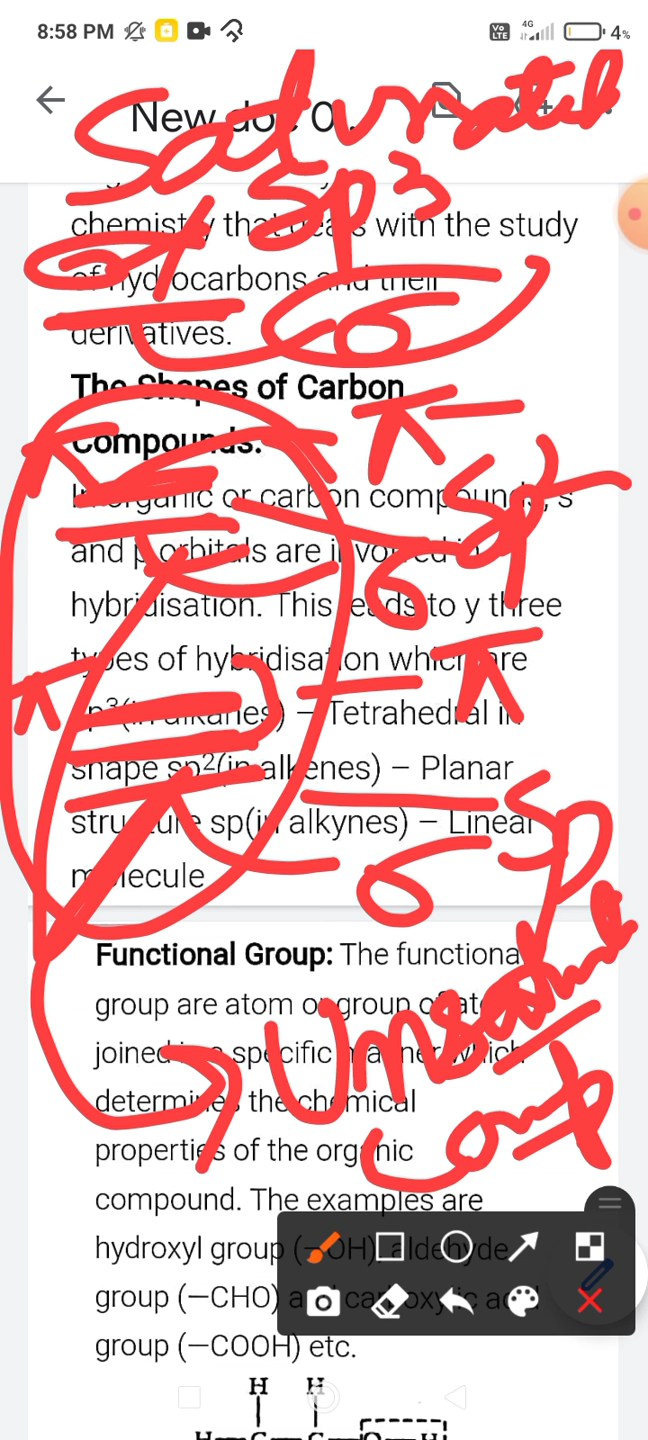 8:58 PM
Vo LTE 4G 4%
New doc 0
Saturated
sp3
chemistry that deals with the study
of hydrocarbons and their
σ
derivatives.
The Shapes of Carbon
π
Compounds:
In organic or carbon compounds, s
sp2
and p orbitals are involved in
σ
hybridisation. This leads to y three
types of hybridisation which are
π
sp³(in alkanes) – Tetrahedral in
shape sp²(in alkenes) – Planar
structure sp(in alkynes) – Linear
sp
molecule
σ
Functional Group: The functional
group are atom or group of atoms
Unsaturated
joined in a specific manner which
determines the chemical
comp
properties of the organic
compound. The examples are
hydroxyl group (—OH), aldehyde
group (—CHO) and carboxylic acid
group (—COOH) etc.
H H
H C C O H